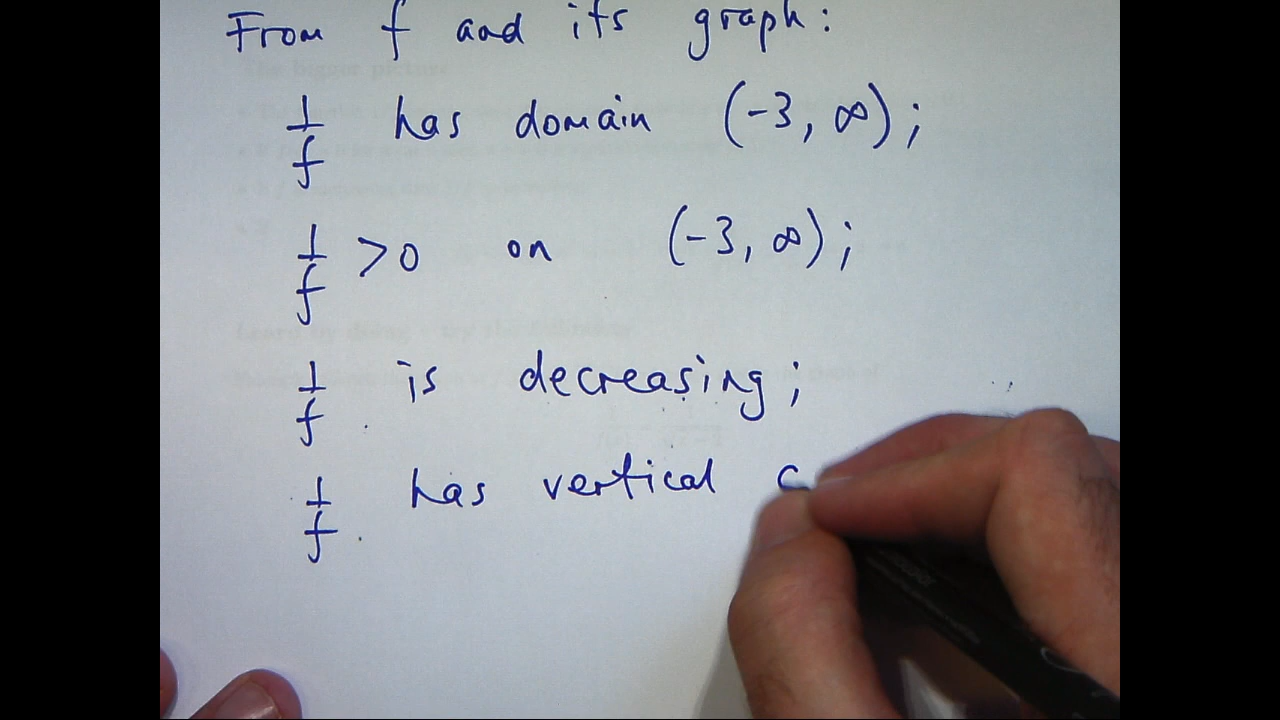 From f and its graph:
1/f has domain (-3, ∞);
1/f >0 on (-3, ∞);
1/f is decreasing;
1/f has vertical